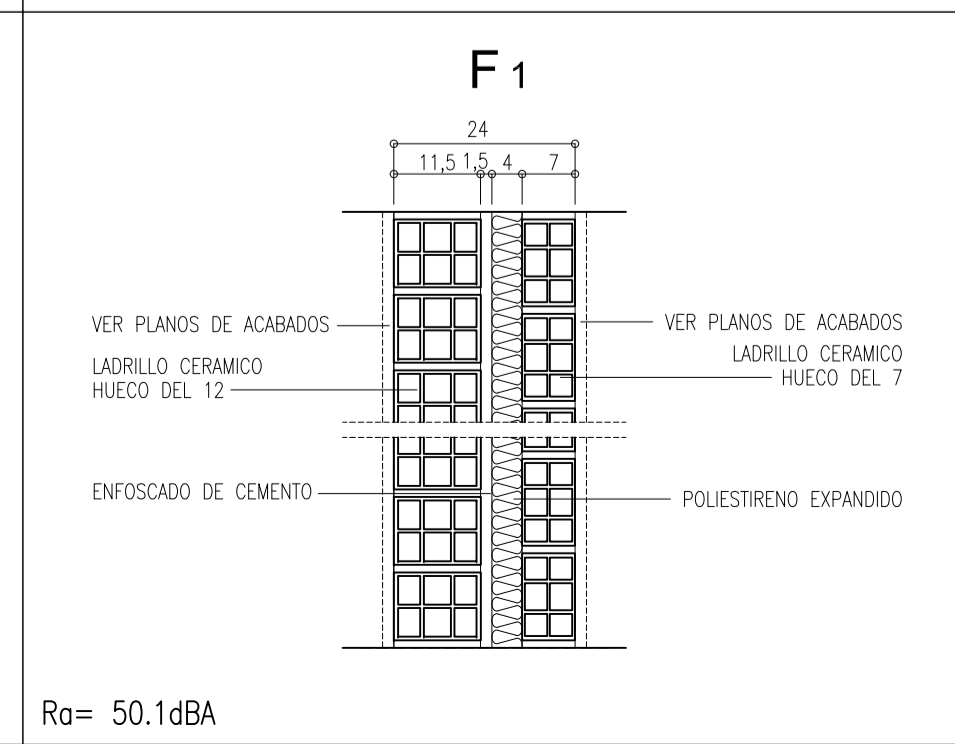 F 1
24
11,5 1,5 4 7
VER PLANOS DE ACABADOS
LADRILLO CERAMICO
HUECO DEL 12
ENFOSCADO DE CEMENTO
VER PLANOS DE ACABADOS
LADRILLO CERAMICO
HUECO DEL 7
POLIESTIRENO EXPANDIDO
Ra= 50.1dBA